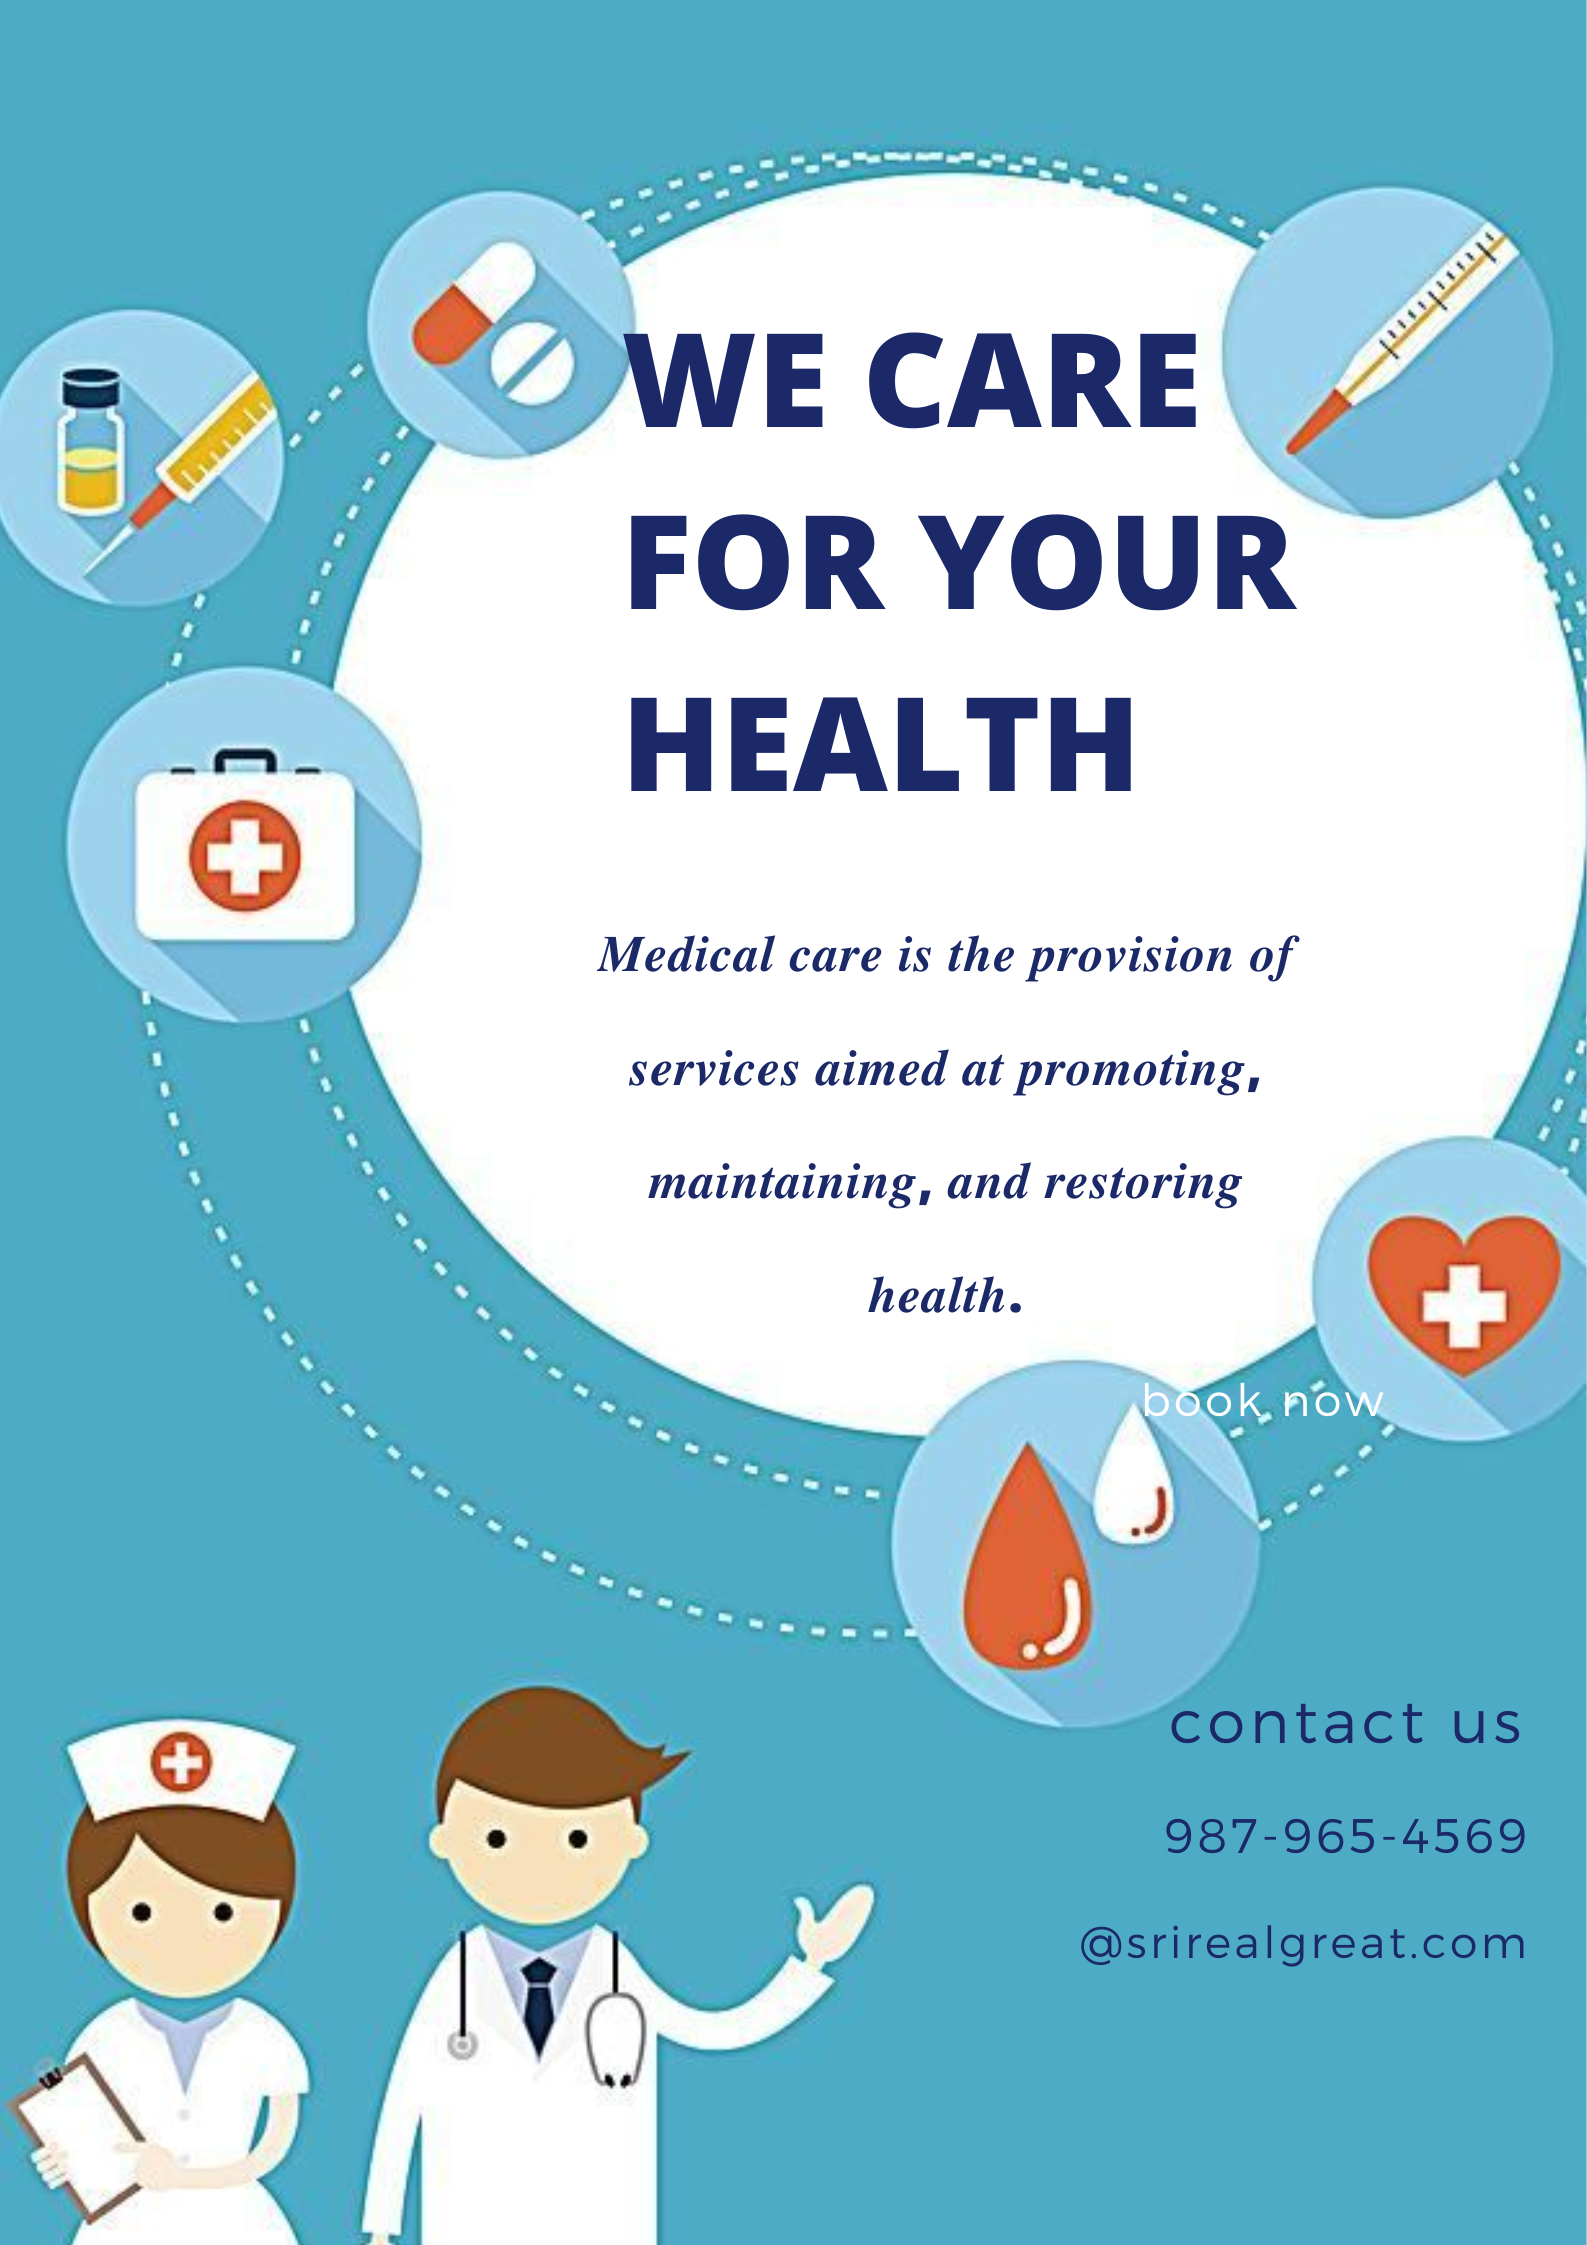 WE CARE
FOR YOUR
HEALTH
Medical care is the provision of
services aimed at promoting,
maintaining, and restoring
health.
book now
contact us
987-965-4569
@srirealgreat.com